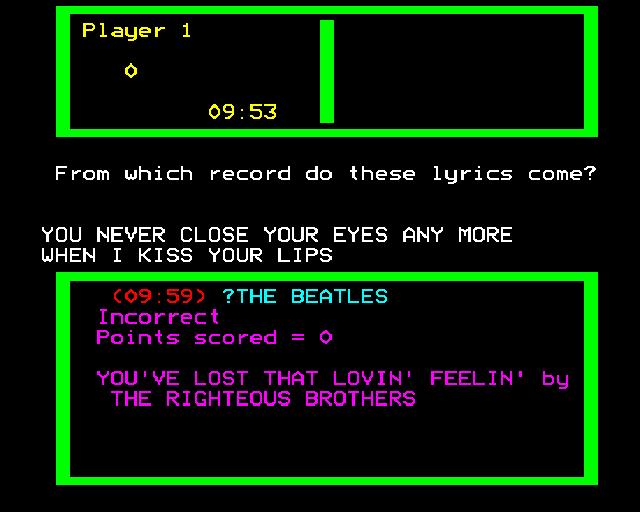 Player 1
0
09:53
From which record do these lyrics come?
YOU NEVER CLOSE YOUR EYES ANY MORE
WHEN I KISS YOUR LIPS
(09:59) ?THE BEATLES
Incorrect
Points scored = 0
YOU'VE LOST THAT LOVIN' FEELIN' by
THE RIGHTEOUS BROTHERS